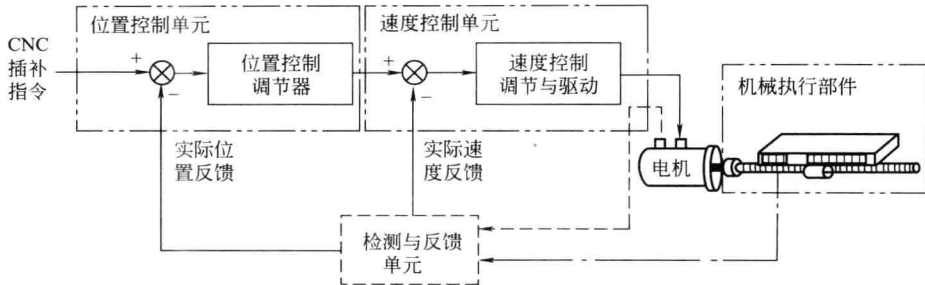 位置控制单元
速度控制单元
CNC
插补
指令
+
−
位置控制
调节器
+
−
速度控制
调节与驱动
机械执行部件
实际位
置反馈
实际速
度反馈
电机
检测与反馈
单元